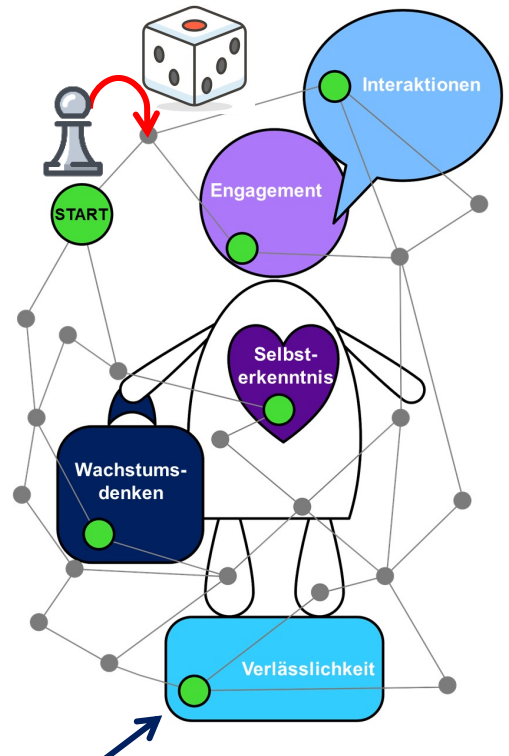 Interaktionen
Engagement
START
Selbst-
erkenntnis
Wachstums-
denken
Verlässlichkeit